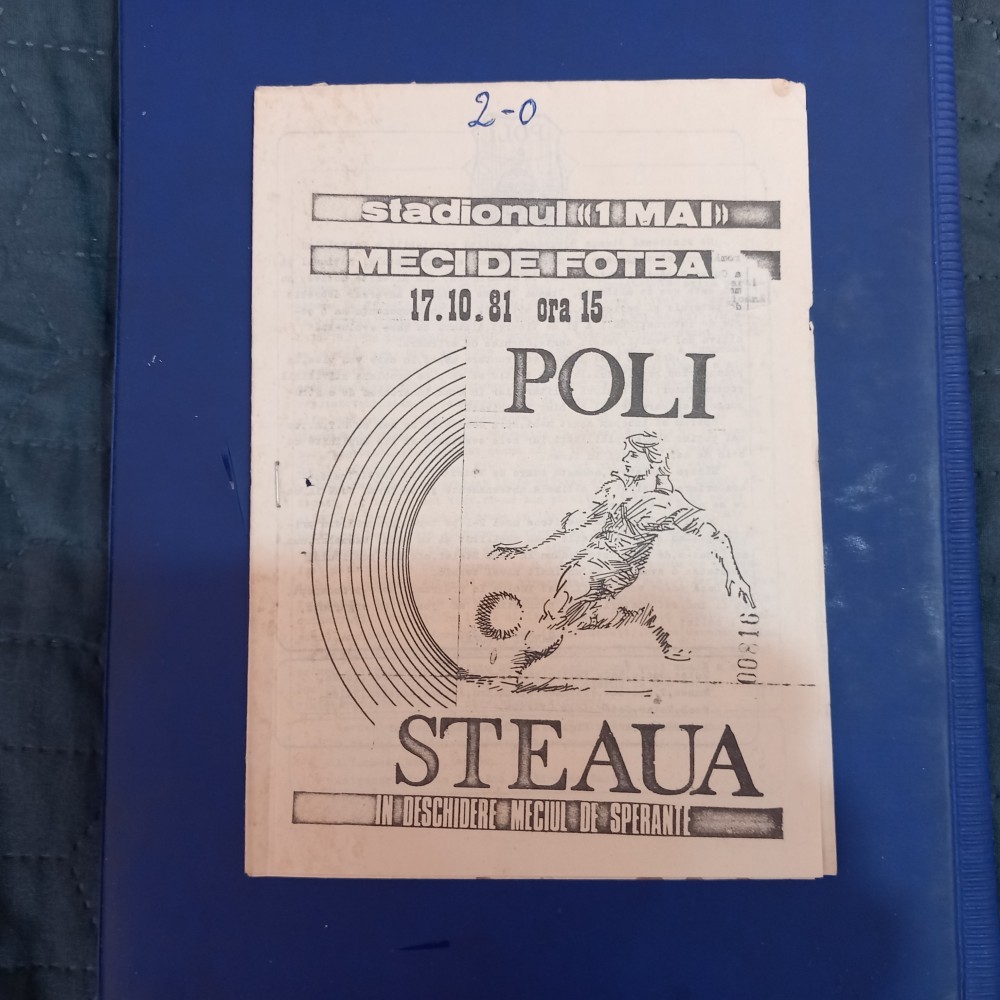 2-0
stadionul «1 MAI»
MECI DE FOTBA
17.10.81 ora 15
POLI
00816
STEAUA
IN DESCHIDERE MECIUL DE SPERANTE